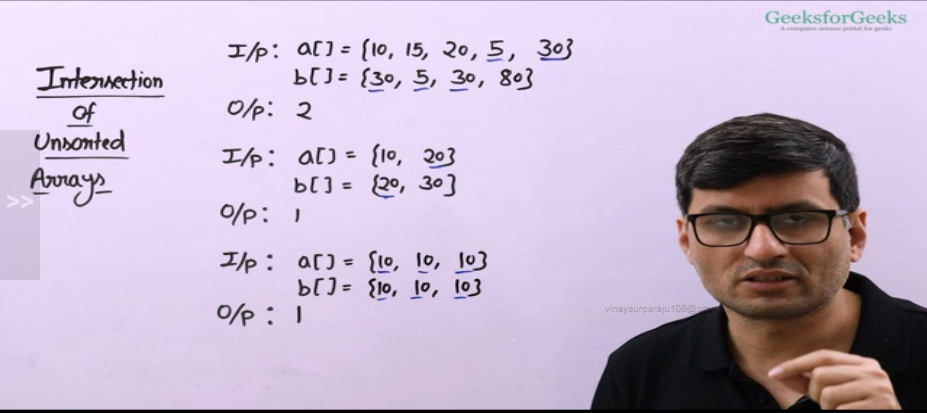 GeeksforGeeks
A computer science portal for geeks
Intersection
Of
Unsorted
Arrays
I/p: a[] = {10, 15, 20, 5, 30}
b[] = {30, 5, 30, 80}
O/p: 2
I/p: a[] = {10, 20}
b[] = {20, 30}
O/p: 1
I/p: a[] = {10, 10, 10}
b[] = {10, 10, 10}
O/p: 1
>>